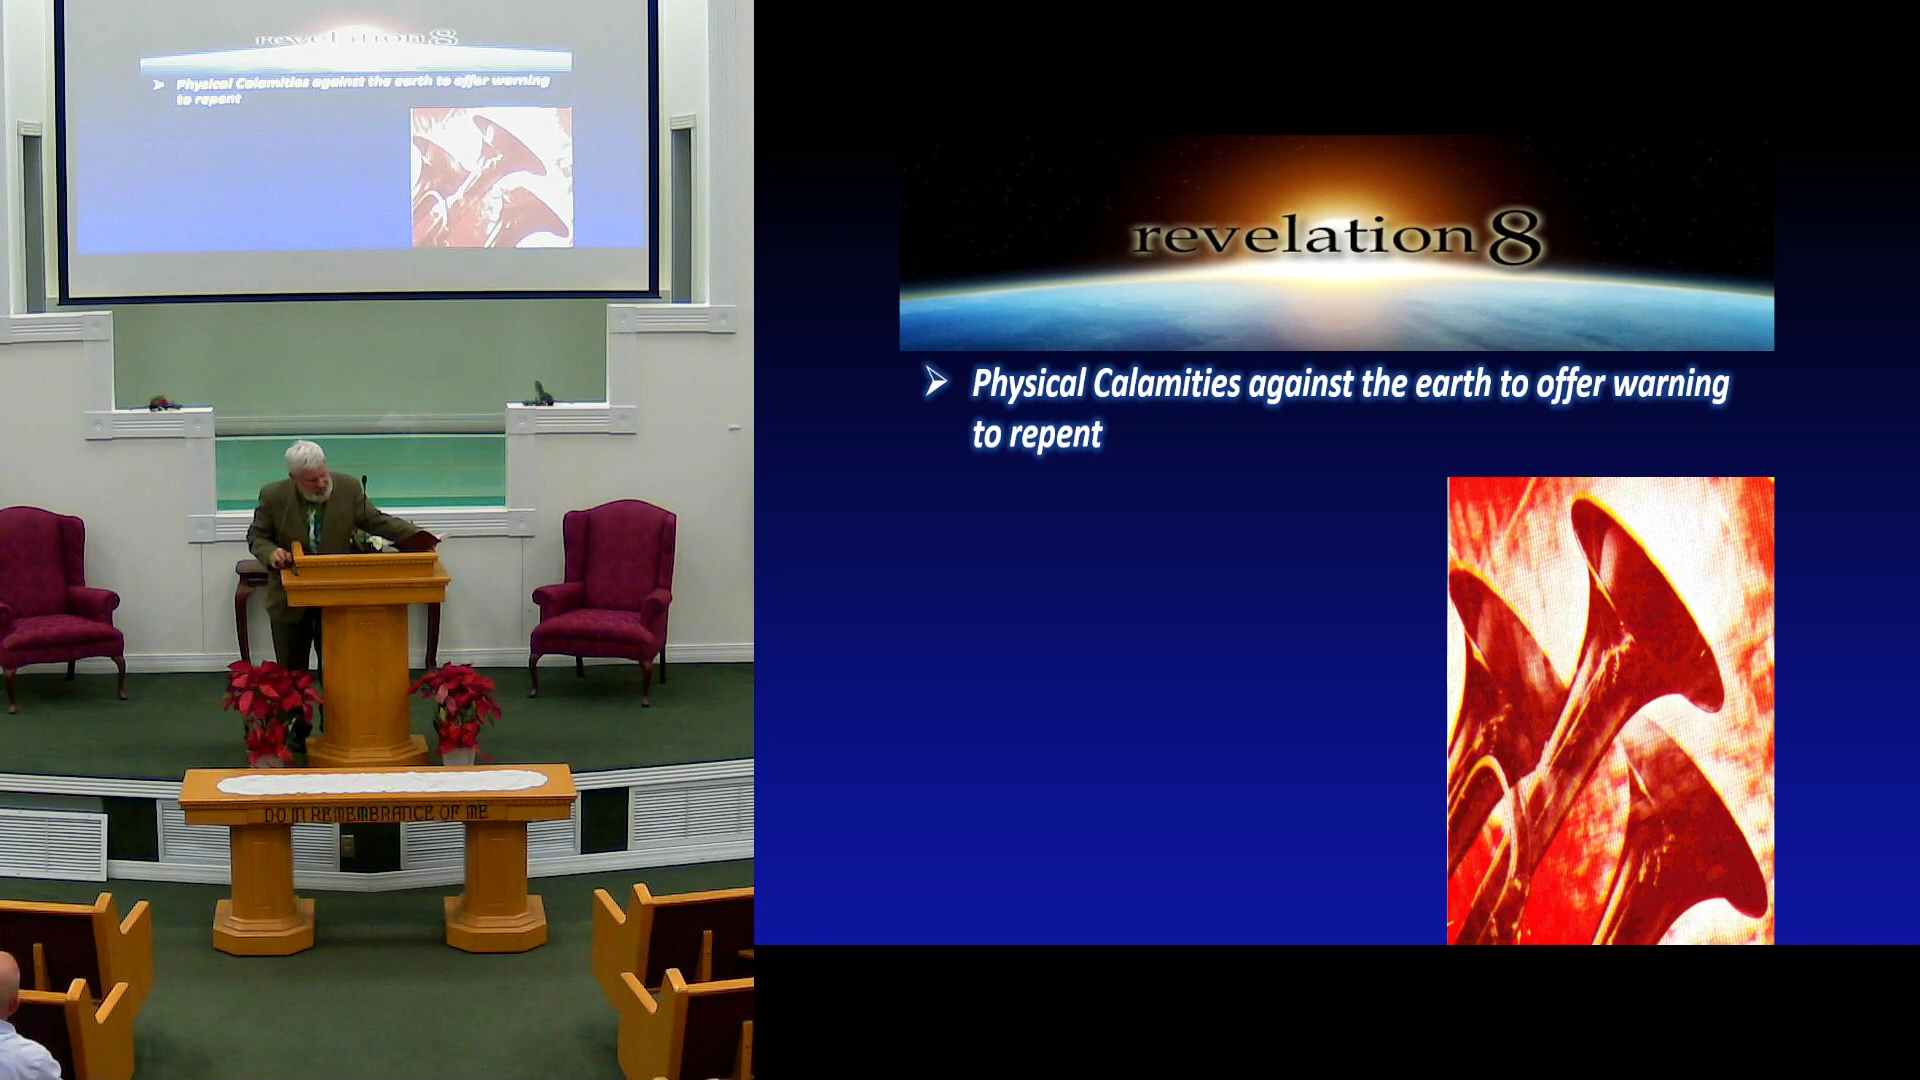 revelation 8
Physical Calamities against the earth to offer warning
to repent
DO IN REMEMBRANCE OF ME
revelation 8
Physical Calamities against the earth to offer warning
to repent